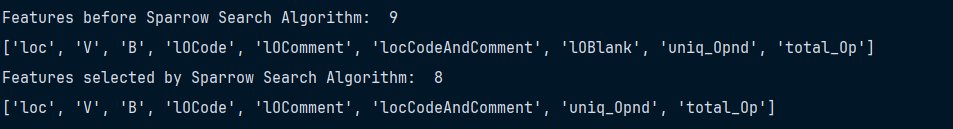 Features before Sparrow Search Algorithm:  9
['loc', 'V', 'B', 'lOCode', 'lOComment', 'locCodeAndComment', 'lOBlank', 'uniq_Opnd', 'total_Op']
Features selected by Sparrow Search Algorithm:  8
['loc', 'V', 'B', 'lOCode', 'lOComment', 'locCodeAndComment', 'uniq_Opnd', 'total_Op']